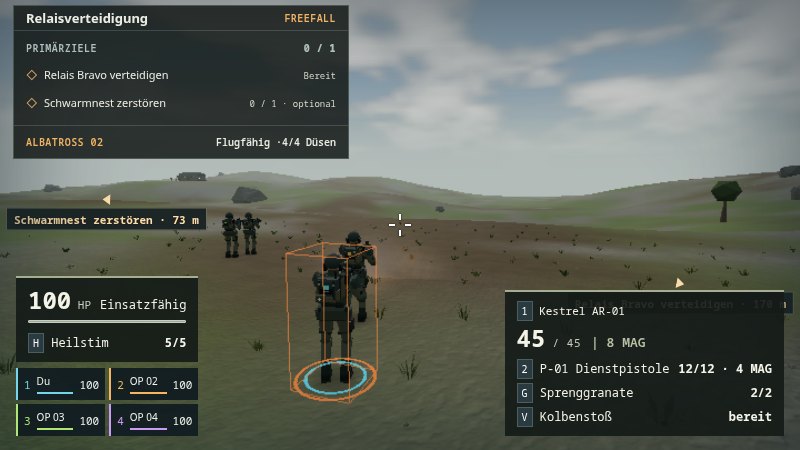 Relaisverteidigung FREEFALL
PRIMÄRZIELE 0 / 1
Relais Bravo verteidigen Bereit
Schwarmnest zerstören 0 / 1 · optional
ALBATROSS 02 Flugfähig ·4/4 Düsen
Schwarmnest zerstören · 73 m
Relais Bravo verteidigen · 170 m
100 HP Einsatzfähig
H Heilstim 5/5
1 Du 100
2 OP 02 100
3 OP 03 100
4 OP 04 100
1 Kestrel AR-01
45 / 45 | 8 MAG
2 P-01 Dienstpistole 12/12 · 4 MAG
G Sprenggranate 2/2
V Kolbenstoß bereit